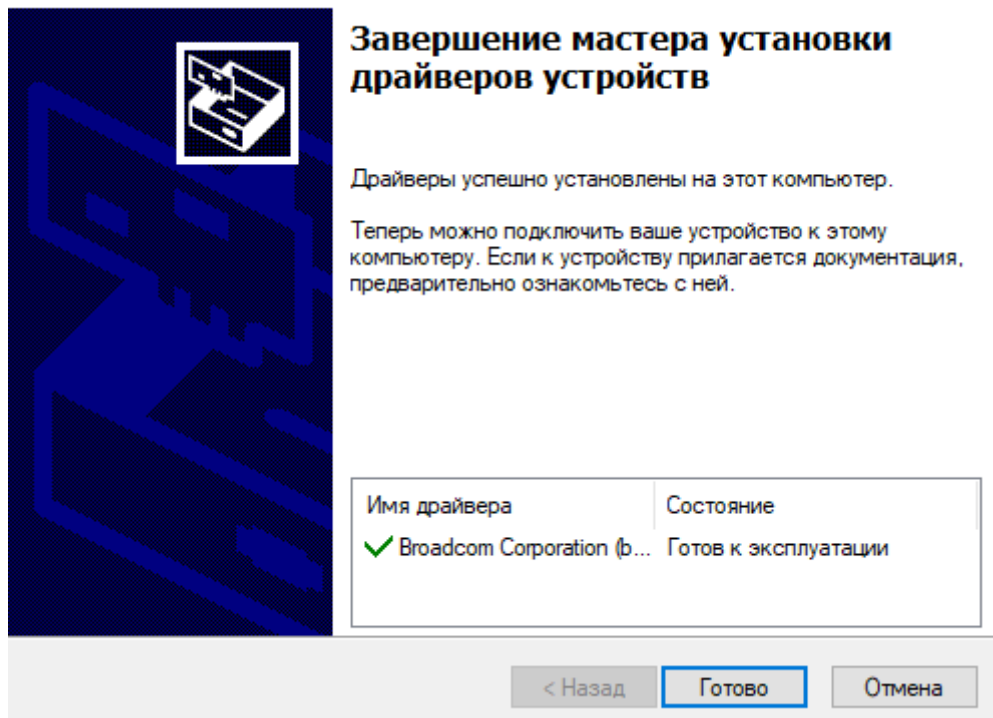 Завершение мастера установки
драйверов устройств
Драйверы успешно установлены на этот компьютер.
Теперь можно подключить ваше устройство к этому
компьютеру. Если к устройству прилагается документация,
предварительно ознакомьтесь с ней.
Имя драйвера Состояние
Broadcom Corporation (b... Готов к эксплуатации
< Назад Готово Отмена